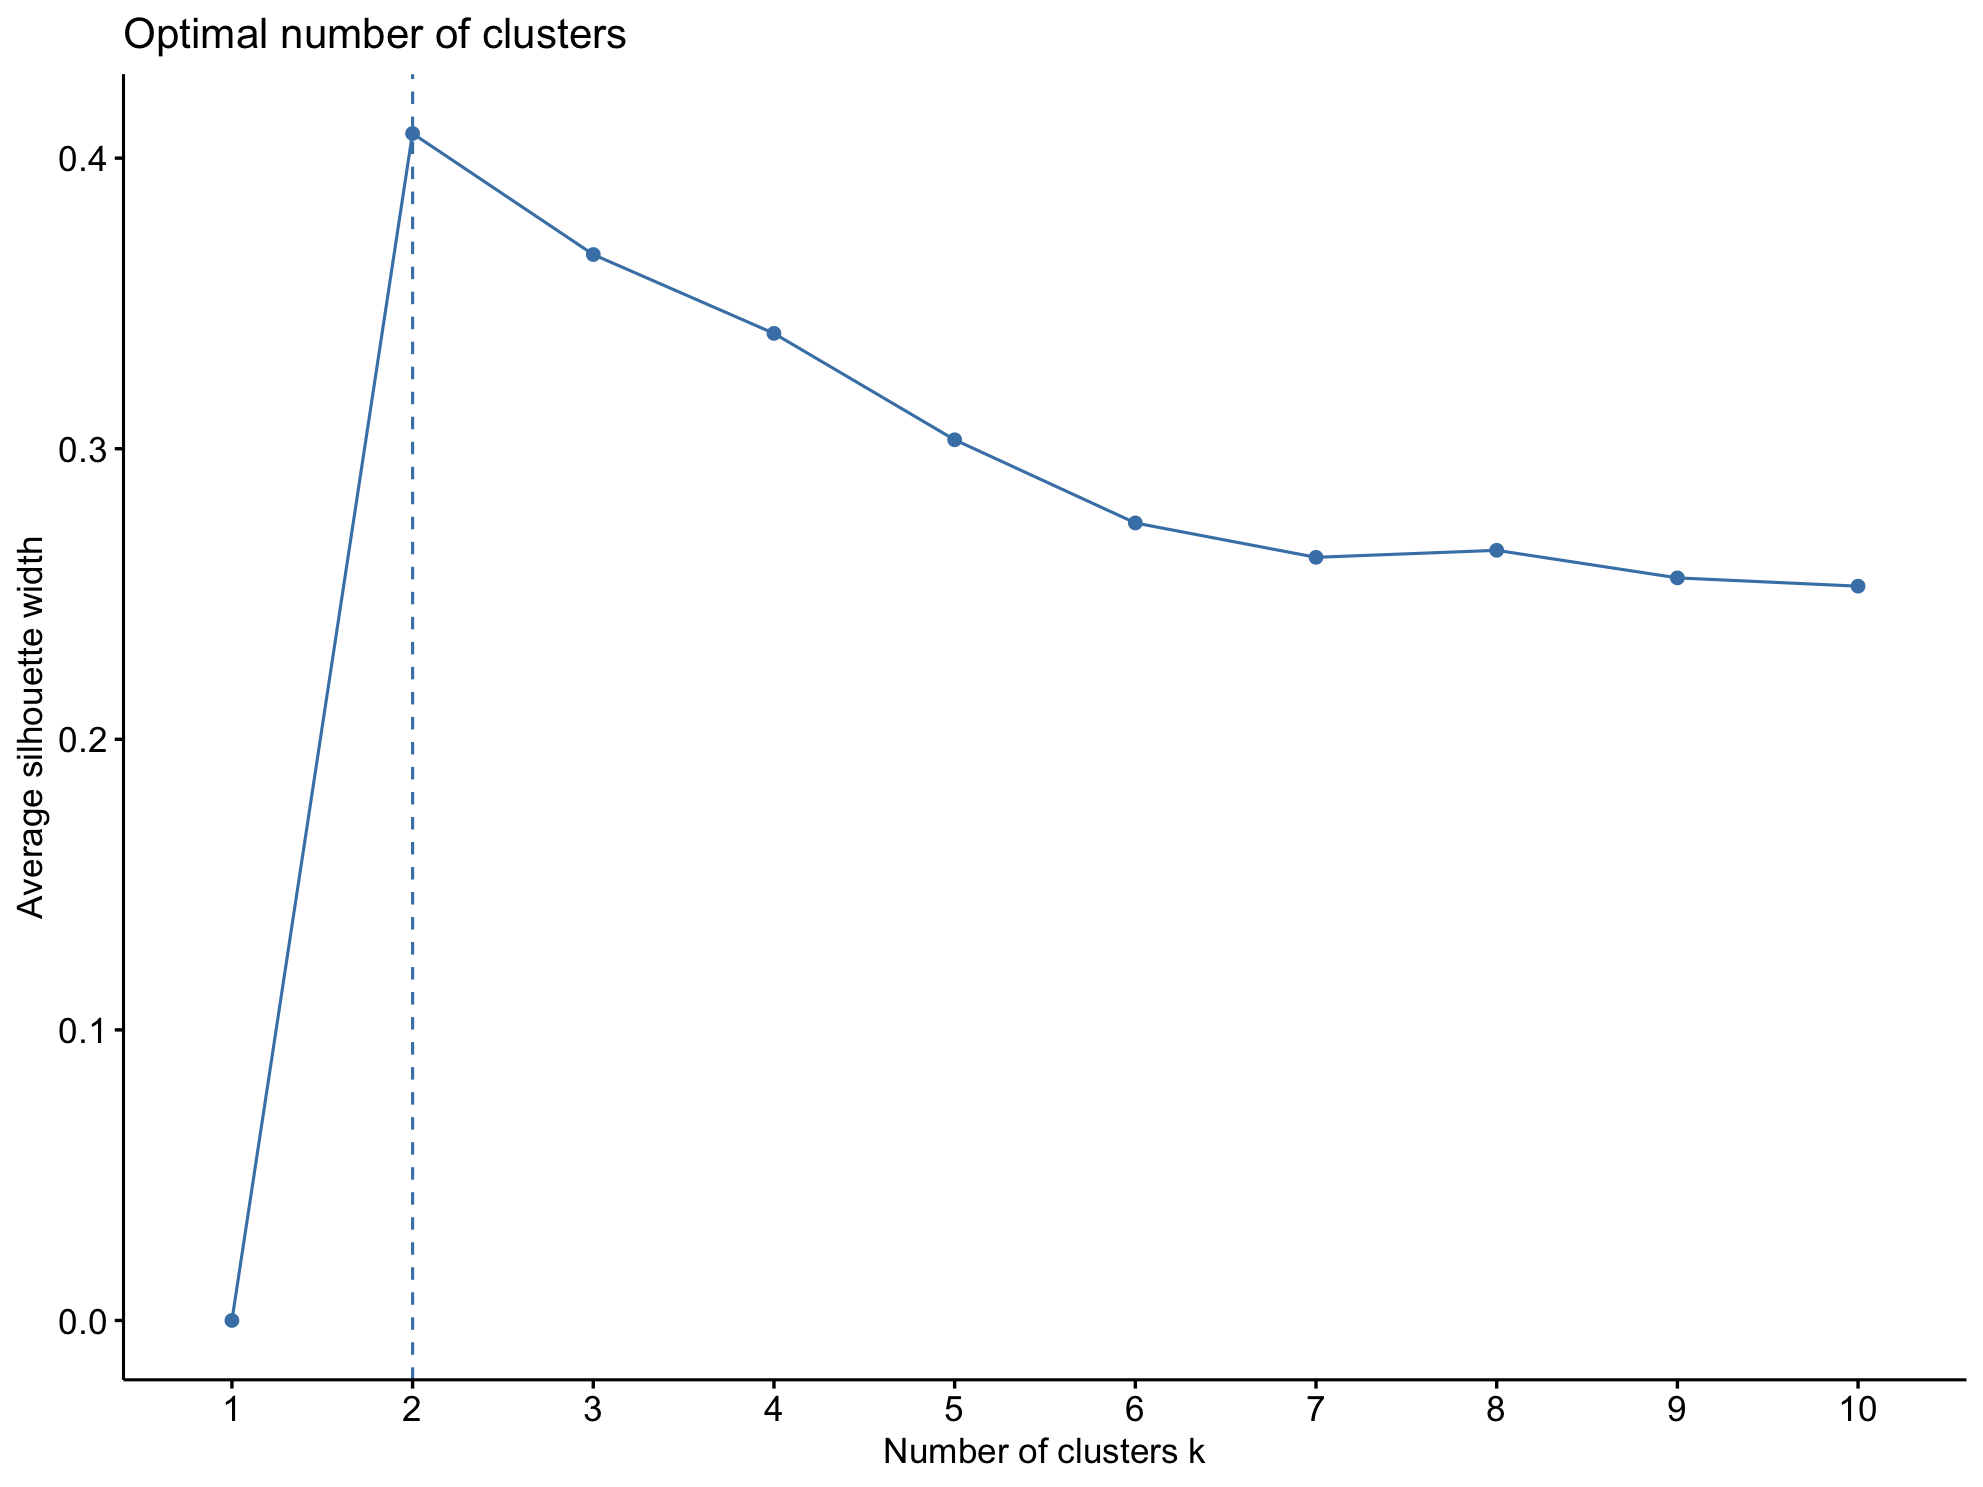 Optimal number of clusters
0.4
0.3
0.2
0.1
0.0
Average silhouette width
1 2 3 4 5 6 7 8 9 10
Number of clusters k